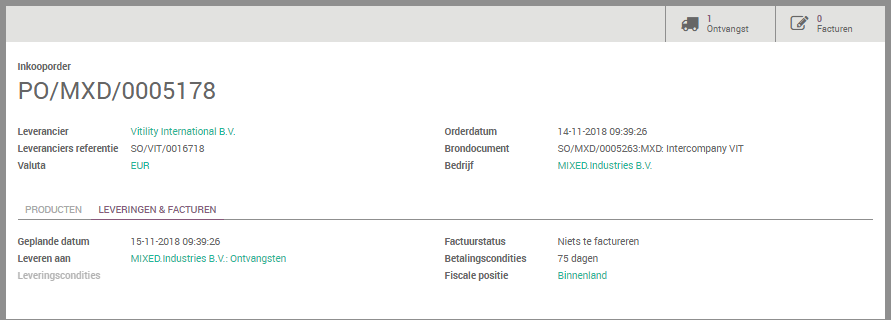 1
Ontvangst
0
Facturen
Inkooporder
PO/MXD/0005178
Leverancier Vitility International B.V.
Leveranciers referentie SO/VIT/0016718
Valuta EUR
Orderdatum 14-11-2018 09:39:26
Brondocument SO/MXD/0005263:MXD: Intercompany VIT
Bedrijf MIXED.Industries B.V.
PRODUCTEN LEVERINGEN & FACTUREN
Geplande datum 15-11-2018 09:39:26
Leveren aan MIXED.Industries B.V.: Ontvangsten
Leveringscondities
Factuurstatus Niets te factureren
Betalingscondities 75 dagen
Fiscale positie Binnenland